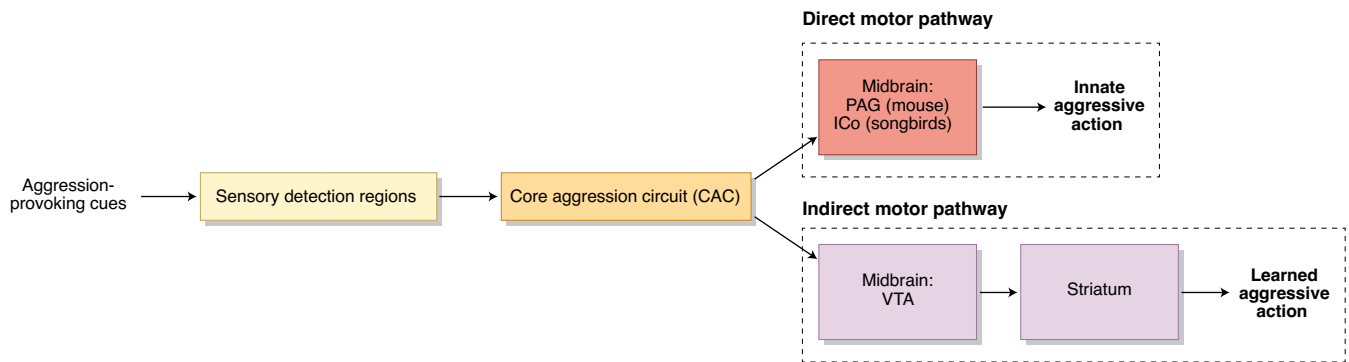 Direct motor pathway
Midbrain:
PAG (mouse)
ICo (songbirds)
Innate
aggressive
action
Aggression-
provoking cues
Sensory detection regions
Core aggression circuit (CAC)
Indirect motor pathway
Midbrain:
VTA
Striatum
Learned
aggressive
action